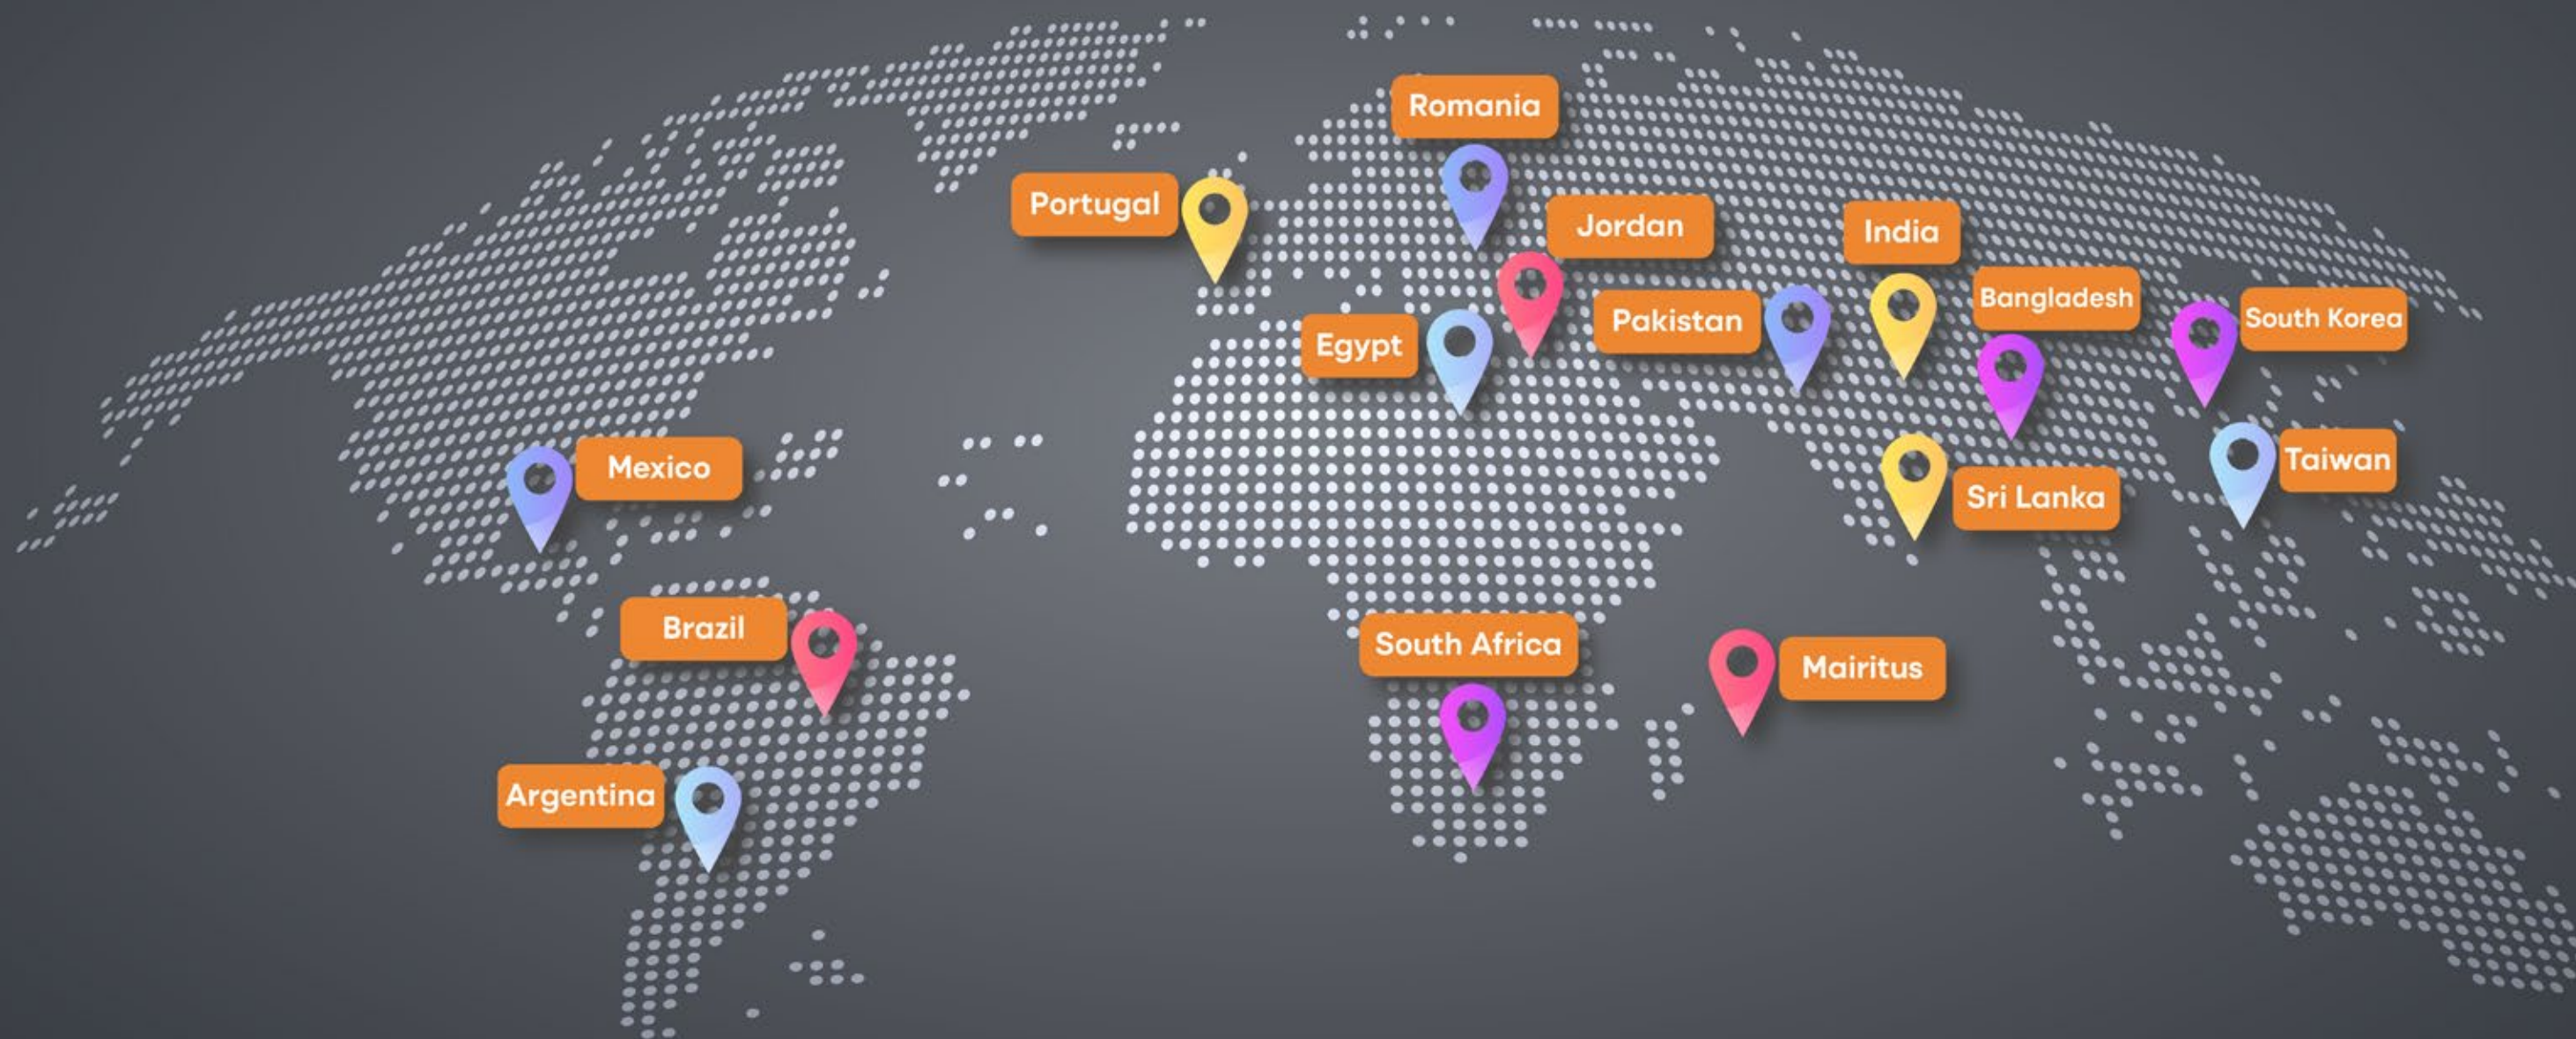 Romania
Portugal
Jordan
India
Bangladesh
South Korea
Pakistan
Egypt
Mexico
Taiwan
Sri Lanka
Brazil
South Africa
Mairitus
Argentina